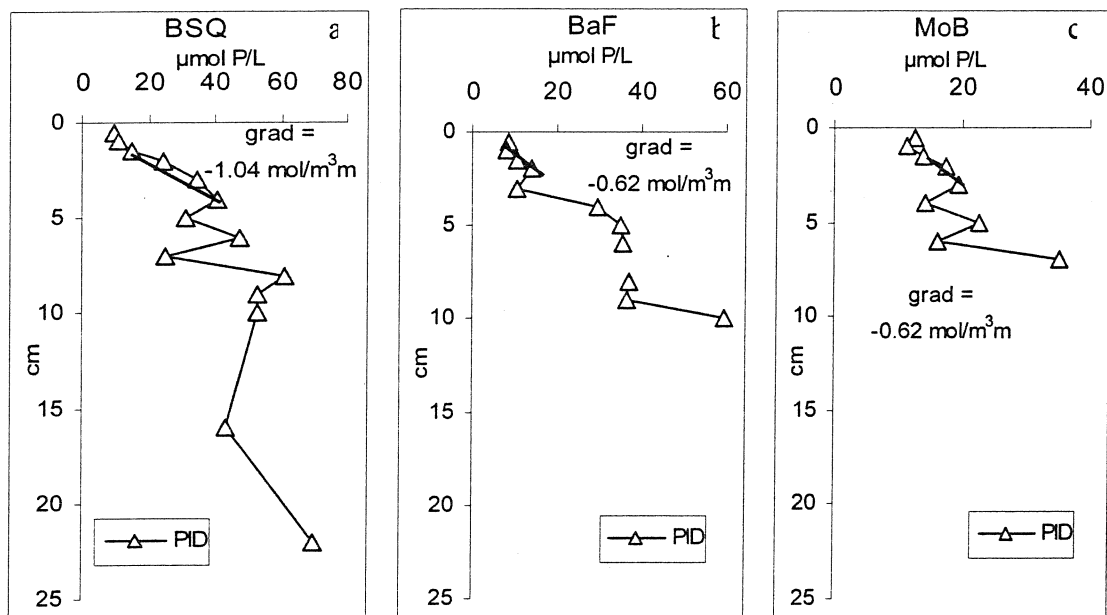 BSQ a
µmol P/L
0 20 40 60 80
0
grad =
-1.04 mol/m³m
5
10
cm
15
20
PID
25
BaF b
µmol P/L
0 20 40 60
0
grad =
-0.62 mol/m³m
5
10
cm
15
20
PID
25
MoB c
µmol P/L
0 20 40
0
5
grad =
-0.62 mol/m³m
10
cm
15
20
PID
25